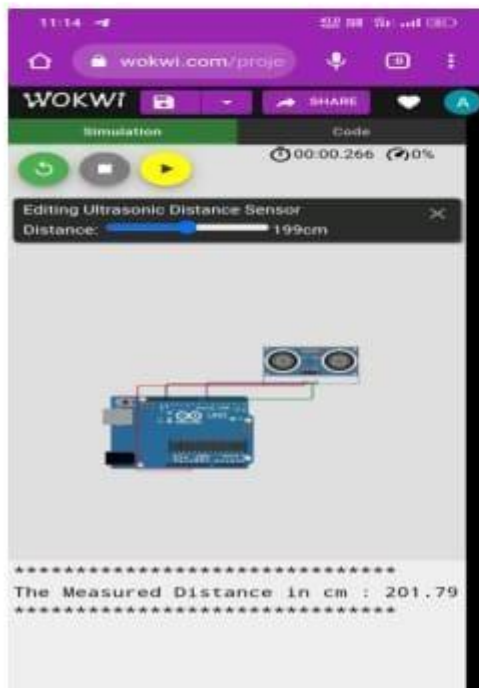 11:14
wokwi.com/proje
WOKWI SHARE A
Simulation Code
00:00.266 0%
Editing Ultrasonic Distance Sensor
Distance: 199cm
*******************************
The Measured Distance in cm : 201.79
*******************************